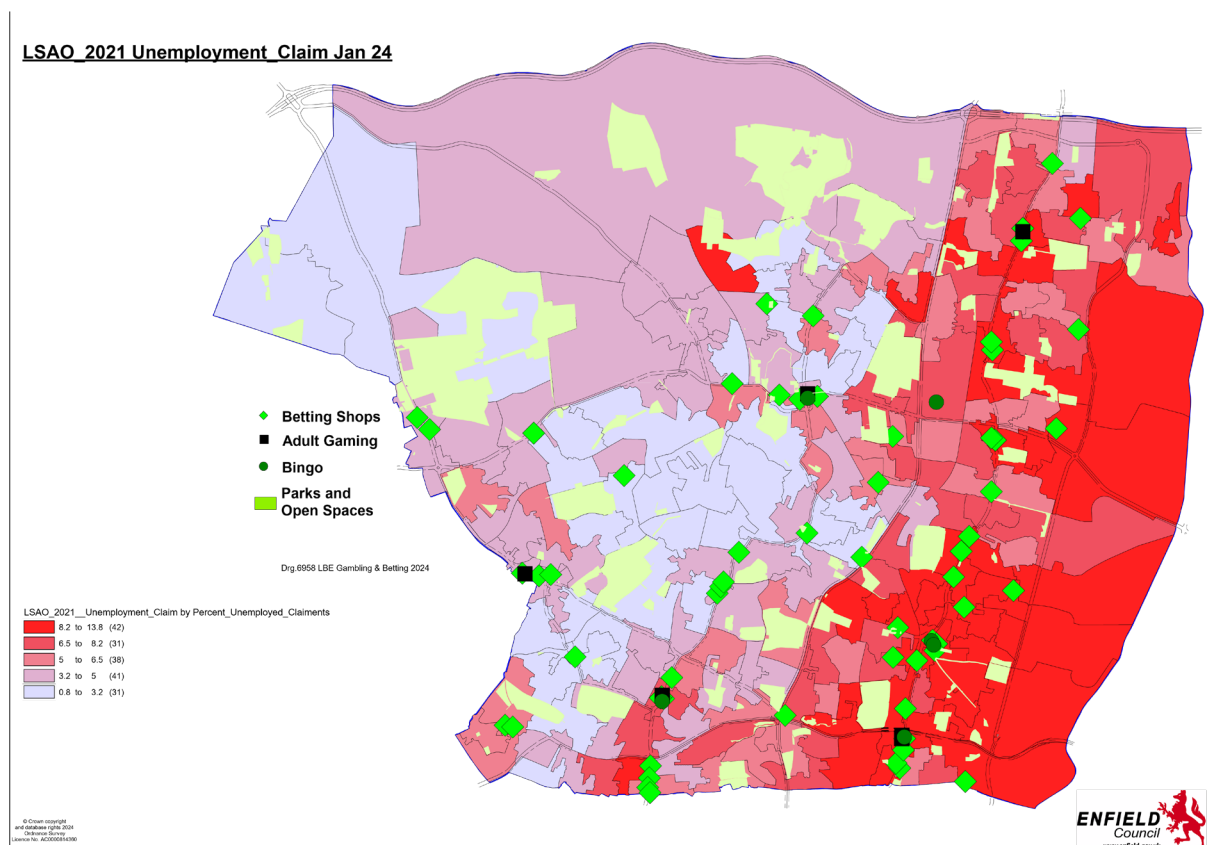 LSAO_2021 Unemployment_Claim Jan 24
Betting Shops
Adult Gaming
Bingo
Parks and
Open Spaces
Drg.6958 LBE Gambling & Betting 2024
LSAO_2021__Unemployment_Claim by Percent_Unemployed_Claiments
8.2 to 13.8 (42)
6.5 to 8.2 (31)
5 to 6.5 (38)
3.2 to 5 (41)
0.8 to 3.2 (31)
© Crown copyright
and database rights 2024
Ordnance Survey
Licence No. AC0000814380
ENFIELD
Council